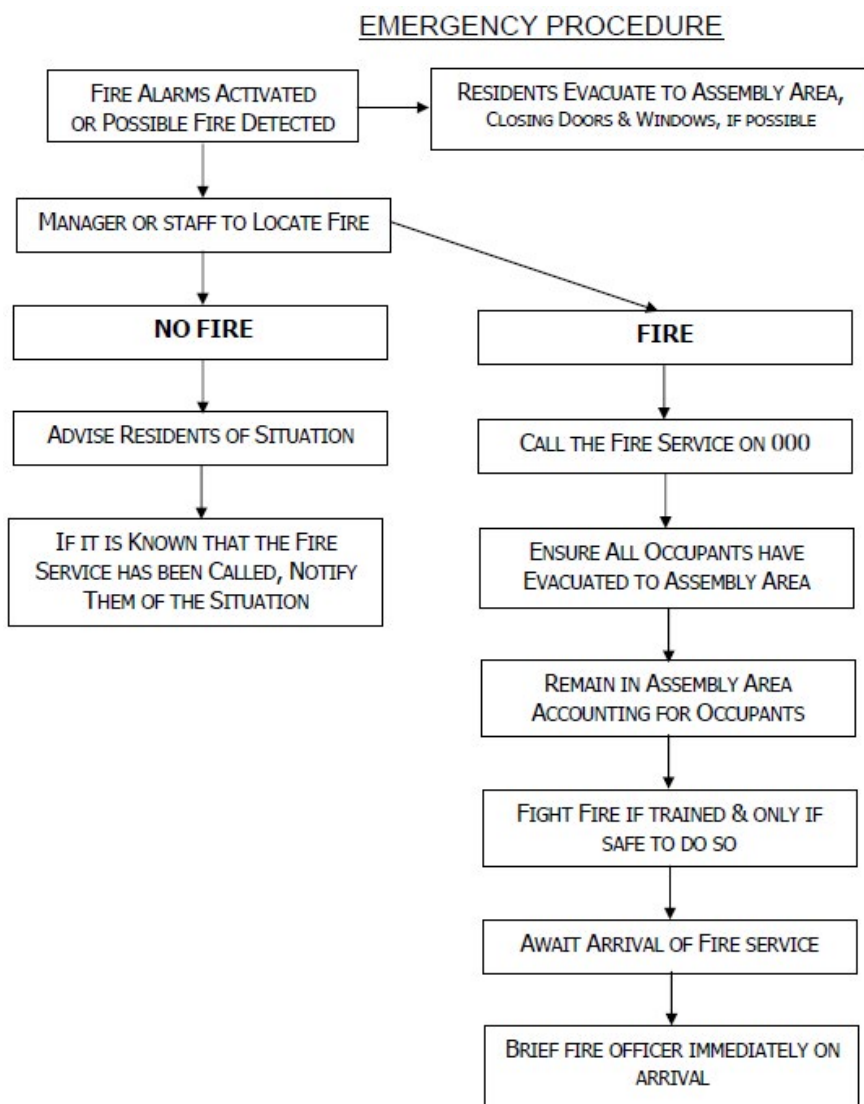 EMERGENCY PROCEDURE
FIRE ALARMS ACTIVATED
OR POSSIBLE FIRE DETECTED
RESIDENTS EVACUATE TO ASSEMBLY AREA,
CLOSING DOORS & WINDOWS, IF POSSIBLE
MANAGER OR STAFF TO LOCATE FIRE
NO FIRE
FIRE
ADVISE RESIDENTS OF SITUATION
CALL THE FIRE SERVICE ON 000
IF IT IS KNOWN THAT THE FIRE
SERVICE HAS BEEN CALLED, NOTIFY
THEM OF THE SITUATION
ENSURE ALL OCCUPANTS HAVE
EVACUATED TO ASSEMBLY AREA
REMAIN IN ASSEMBLY AREA
ACCOUNTING FOR OCCUPANTS
FIGHT FIRE IF TRAINED & ONLY IF
SAFE TO DO SO
AWAIT ARRIVAL OF FIRE SERVICE
BRIEF FIRE OFFICER IMMEDIATELY ON
ARRIVAL